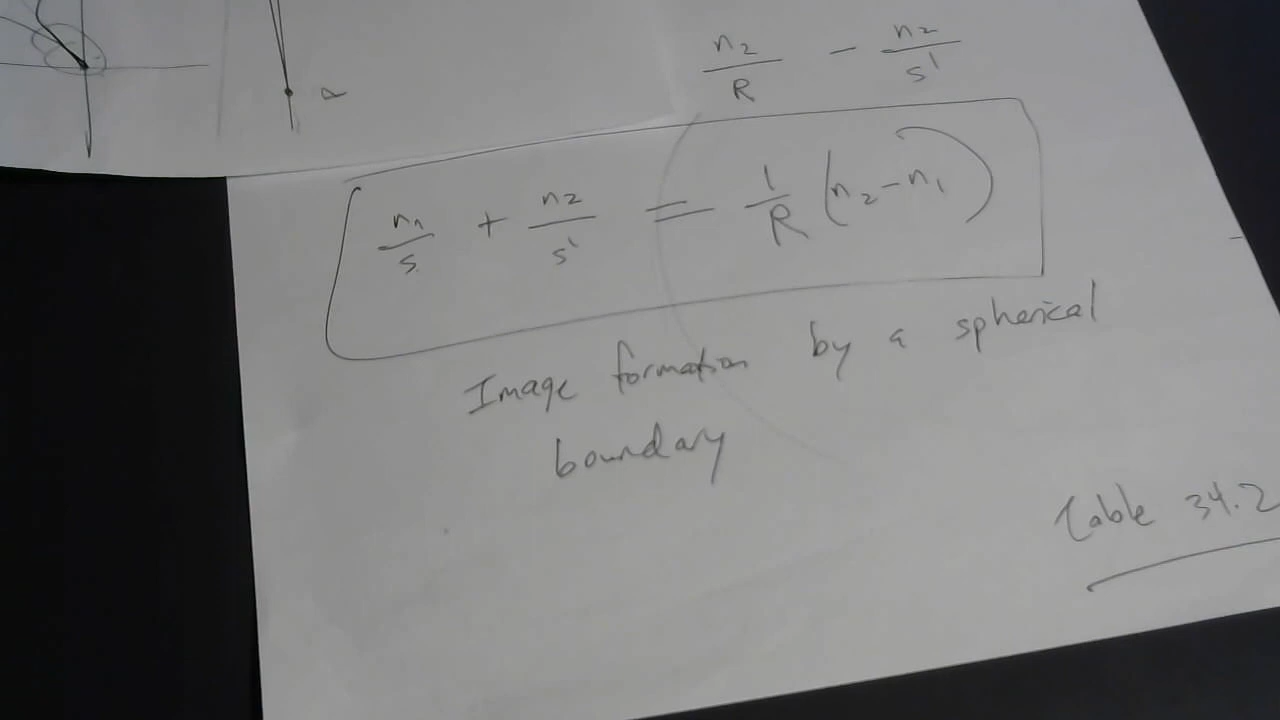 n₂/R - n₂/s'
n₁/s + n₂/s' = 1/R (n₂-n₁)
Image formation by a spherical
boundary
Table 34.2